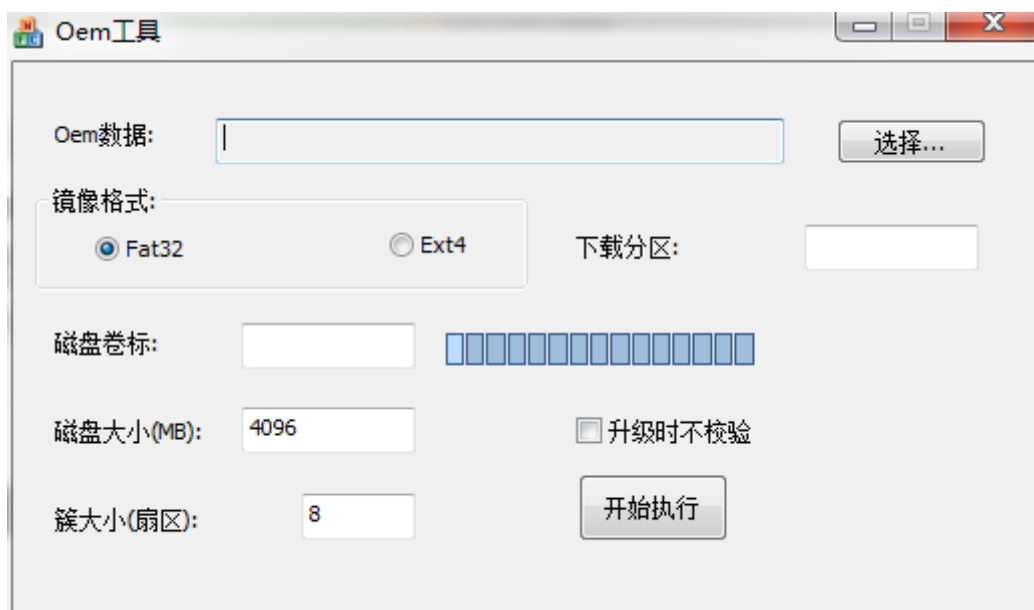 Oem工具
Oem数据:
选择...
镜像格式:
Fat32
Ext4
下载分区:
磁盘卷标:
磁盘大小(MB):
4096
升级时不校验
簇大小(扇区):
8
开始执行